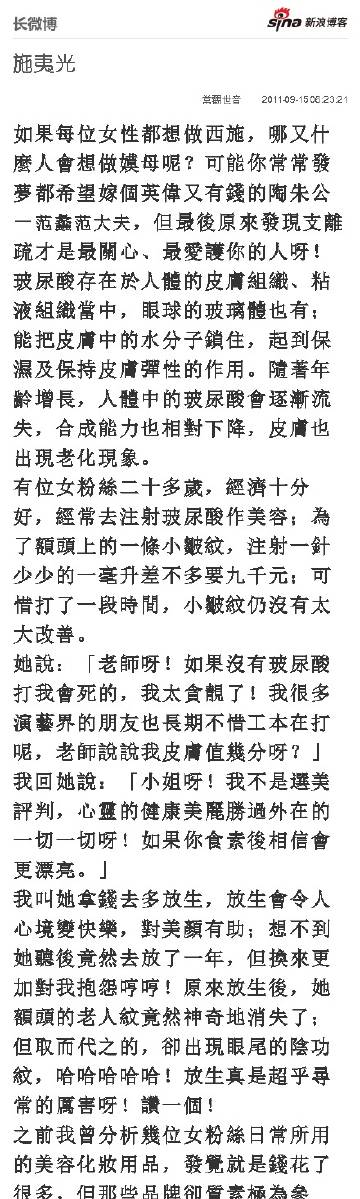 长微博
sina 新浪博客
施夷光
2011-09-15 08:23:21
如果每位女性都想做西施，哪又什
麼人會想做嫫母呢？可能你常常發
夢都希望嫁個英偉又有錢的陶朱公
－范蠡范大夫，但最後原來發現支離
疏才是最關心、最愛護你的人呀！
玻尿酸存在於人體的皮膚組織、粘
液組織當中，眼球的玻璃體也有；
能把皮膚中的水分子鎖住，起到保
濕及保持皮膚彈性的作用。隨著年
齡增長，人體中的玻尿酸會逐漸流
失，合成能力也相對下降，皮膚也
出現老化現象。
有位女粉絲二十多歲，經濟十分
好，經常去注射玻尿酸作美容；為
了額頭上的一條小皺紋，注射一針
少少的一毫升差不多要九千元；可
惜打了一段時間，小皺紋仍沒有太
大改善。
她說：「老師呀！如果沒有玻尿酸
打我會死的，我太貪靚了！我很多
演藝界的朋友也長期不惜工本在打
呢，老師說說我皮膚值幾分呀？」
我回她說：「小姐呀！我不是選美
評判，心靈的健康美麗勝過外在的
一切一切呀！如果你食素後相信會
更漂亮。」
我叫她拿錢去多放生，放生會令人
心境變快樂，對美顏有助；想不到
她聽後竟然去放了一年，但換來更
加對我抱怨哼哼！原來放生後，她
額頭的老人紋竟然神奇地消失了；
但取而代之的，卻出現眼尾的陰功
紋，哈哈哈哈哈！放生真是超乎尋
常的厲害呀！讚一個！
之前我曾分析幾位女粉絲日常所用
的美容化妝用品，發覺就是錢花了
很多，但那些品牌卻質素極為參